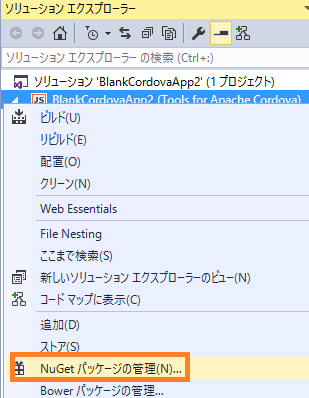 ソリューション エクスプローラー
ソリューション エクスプローラー の検索 (Ctrl+:)
ソリューション 'BlankCordovaApp2' (1 プロジェクト)
JS BlankCordovaApp2 (Tools for Apache Cordova)
ビルド(U)
リビルド(E)
配置(O)
クリーン(N)
Web Essentials
File Nesting
ここまで検索(S)
新しいソリューション エクスプローラーのビュー(N)
コード マップに表示(C)
追加(D)
ストア(S)
NuGet パッケージの管理(N)...
Bower パッケージの管理...